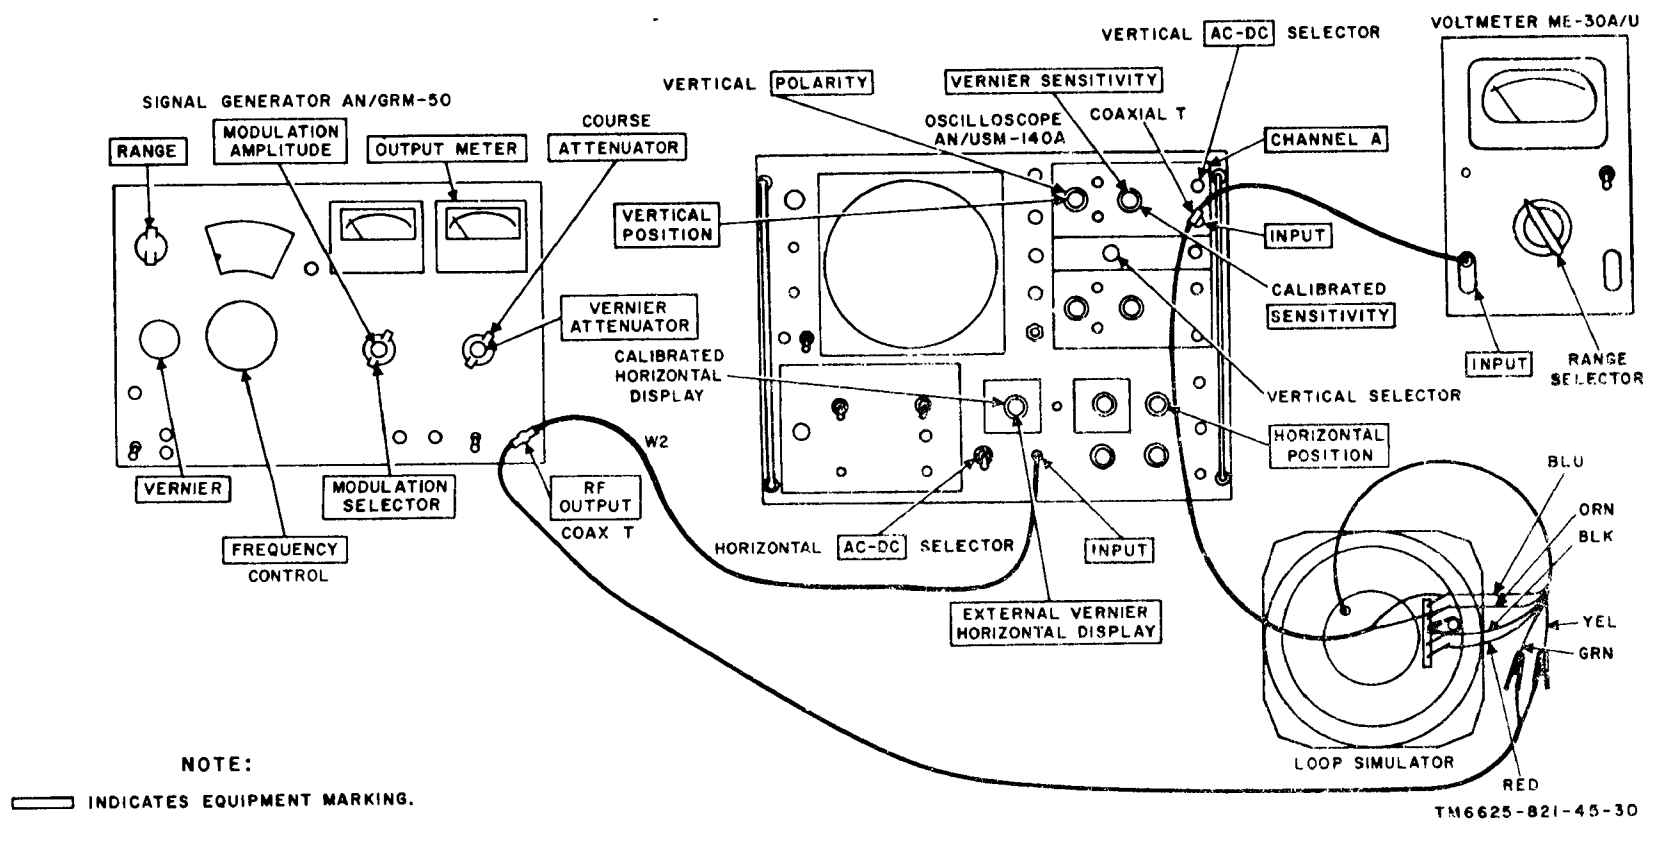 VOLTMETER ME-30A/U
VERTICAL AC-DC SELECTOR
VERTICAL POLARITY
VERNIER SENSITIVITY
SIGNAL GENERATOR AN/GRM-50
COAXIAL T
COURSE
ATTENUATOR
OSCILLOSCOPE
AN/USM-140A
MODULATION
AMPLITUDE
RANGE
OUTPUT METER
CHANNEL A
VERTICAL
POSITION
INPUT
CALIBRATED
SENSITIVITY
VERNIER
ATTENUATOR
CALIBRATED
HORIZONTAL
DISPLAY
INPUT
RANGE
SELECTOR
VERTICAL SELECTOR
W2
HORIZONTAL
POSITION
BLU
VERNIER
MODULATION
SELECTOR
RF
OUTPUT
COAX T
ORN
BLK
FREQUENCY
CONTROL
HORIZONTAL AC-DC SELECTOR
INPUT
EXTERNAL VERNIER
HORIZONTAL DISPLAY
YEL
GRN
LOOP SIMULATOR
RED
NOTE:
INDICATES EQUIPMENT MARKING.
TM6625-821-45-30